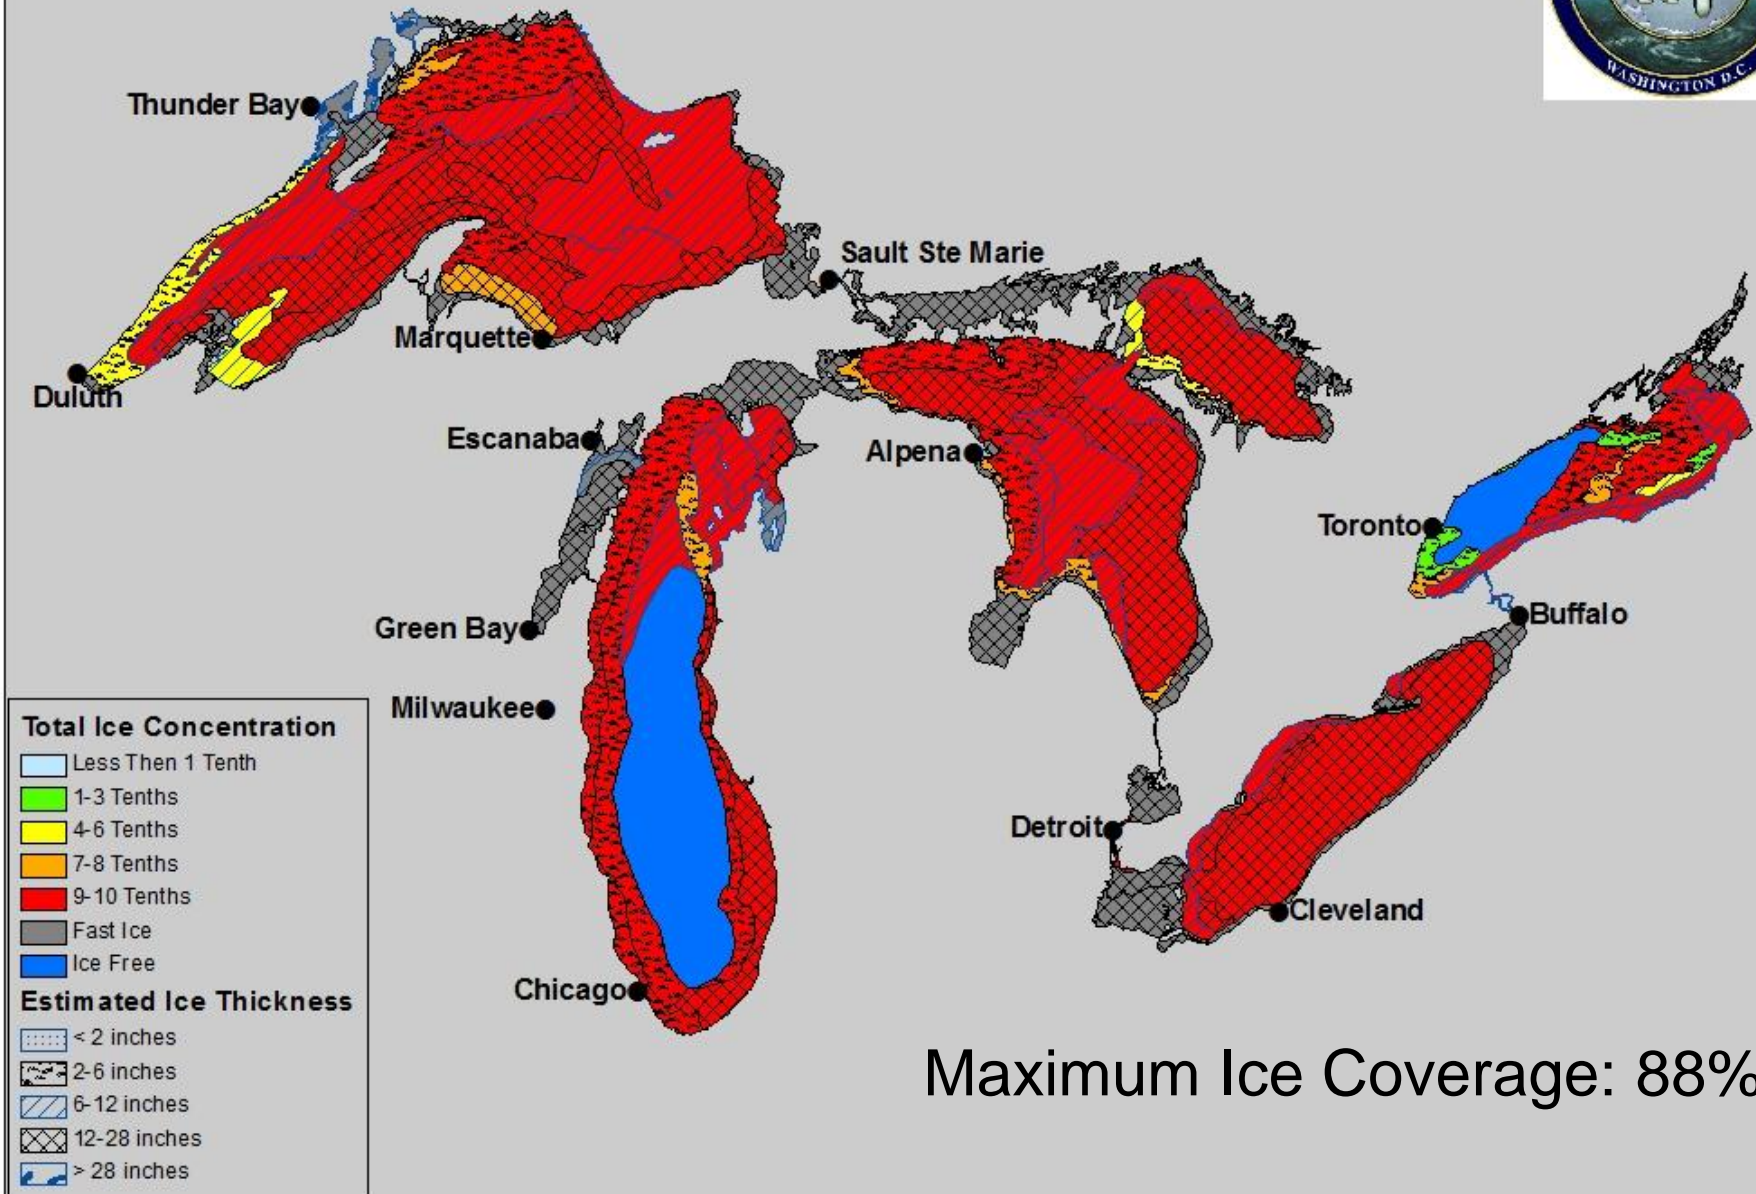 WASHINGTON D.C.
Thunder Bay
Sault Ste Marie
Marquette
Duluth
Escanaba
Alpena
Toronto
Green Bay
Buffalo
Milwaukee
Detroit
Cleveland
Chicago
Total Ice Concentration
Less Then 1 Tenth
1-3 Tenths
4-6 Tenths
7-8 Tenths
9-10 Tenths
Fast Ice
Ice Free
Estimated Ice Thickness
< 2 inches
2-6 inches
6-12 inches
12-28 inches
> 28 inches
Maximum Ice Coverage: 88%